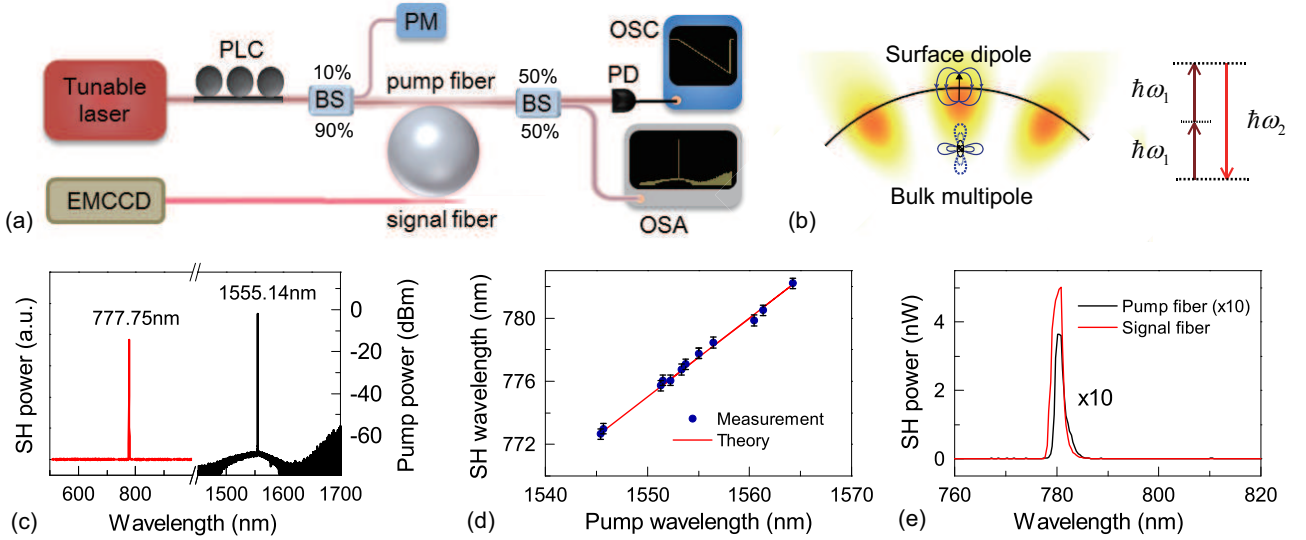 PLC
PM
OSC
Tunable
laser
10%
BS
90%
pump fiber
50%
BS
50%
PD
EMCCD
signal fiber
OSA
(a)
Surface dipole
Bulk multipole
ħω₁
ħω₁
ħω₂
(b)
SH power (a.u.)
777.75nm
1555.14nm
0
-20
-40
-60
Pump power (dBm)
600 800 1500 1600 1700
Wavelength (nm)
(c)
SH wavelength (nm)
780
776
772
Measurement
Theory
1540 1550 1560 1570
Pump wavelength (nm)
(d)
SH power (nW)
4
2
0
Pump fiber (x10)
Signal fiber
x10
760 780 800 820
Wavelength (nm)
(e)